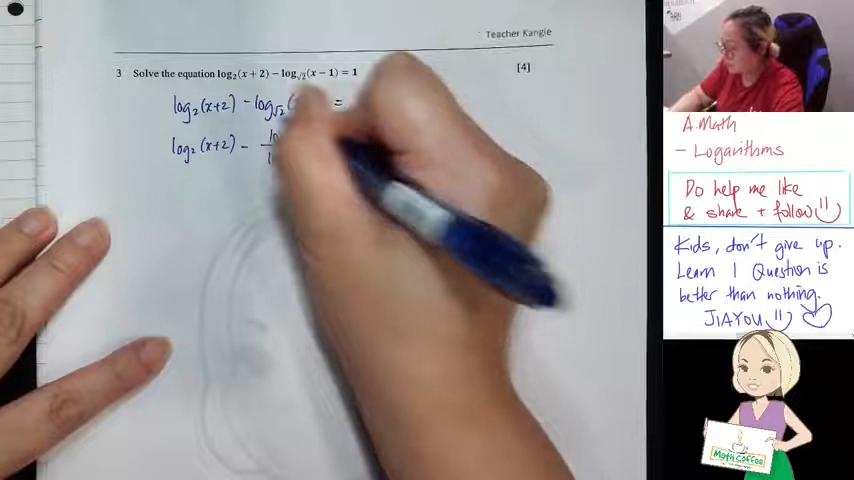 Teacher Kangle
3 Solve the equation log₂(x + 2) − log√₂(x − 1) = 1 [4]
log₂(x+2) − log√₂ ( =
log₂(x+2) −
A.Math
- Logarithms
Do help me like
& share + follow
Kids, don't give up.
Learn 1 Question is
better than nothing.
JIAYOU
Math Coffee